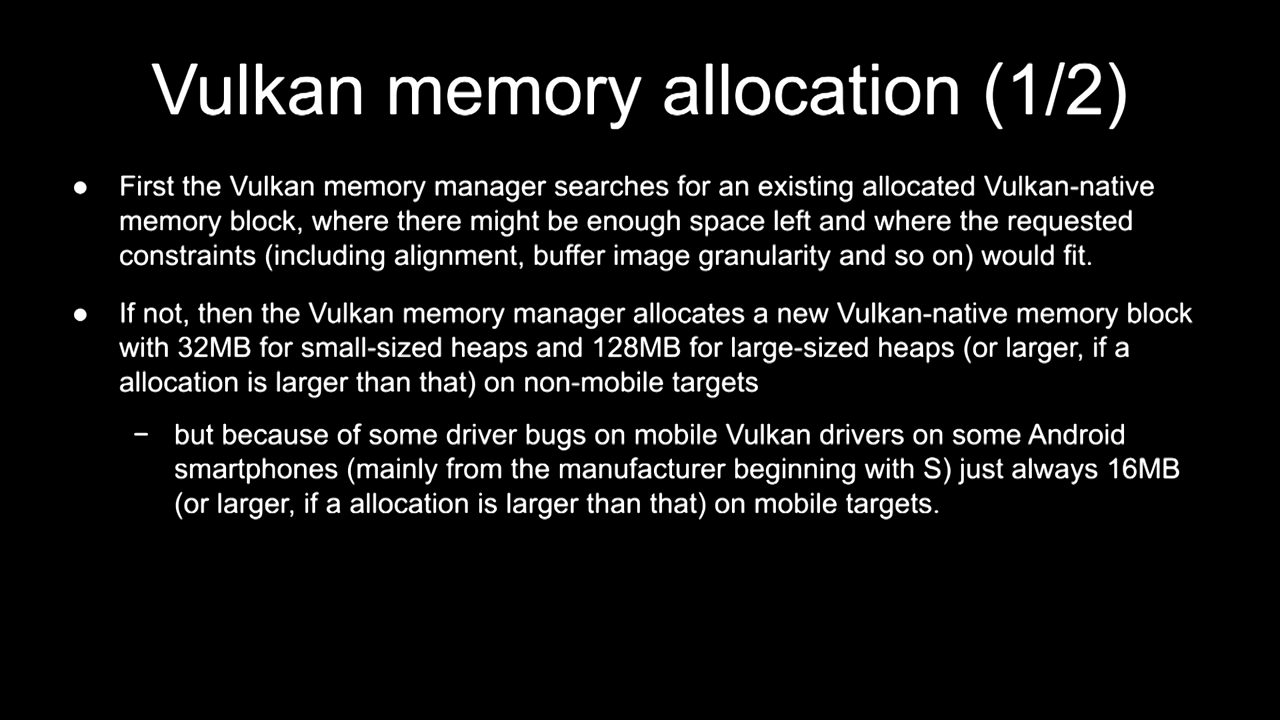 Vulkan memory allocation (1/2)
● First the Vulkan memory manager searches for an existing allocated Vulkan-native
memory block, where there might be enough space left and where the requested
constraints (including alignment, buffer image granularity and so on) would fit.
● If not, then the Vulkan memory manager allocates a new Vulkan-native memory block
with 32MB for small-sized heaps and 128MB for large-sized heaps (or larger, if a
allocation is larger than that) on non-mobile targets
− but because of some driver bugs on mobile Vulkan drivers on some Android
smartphones (mainly from the manufacturer beginning with S) just always 16MB
(or larger, if a allocation is larger than that) on mobile targets.